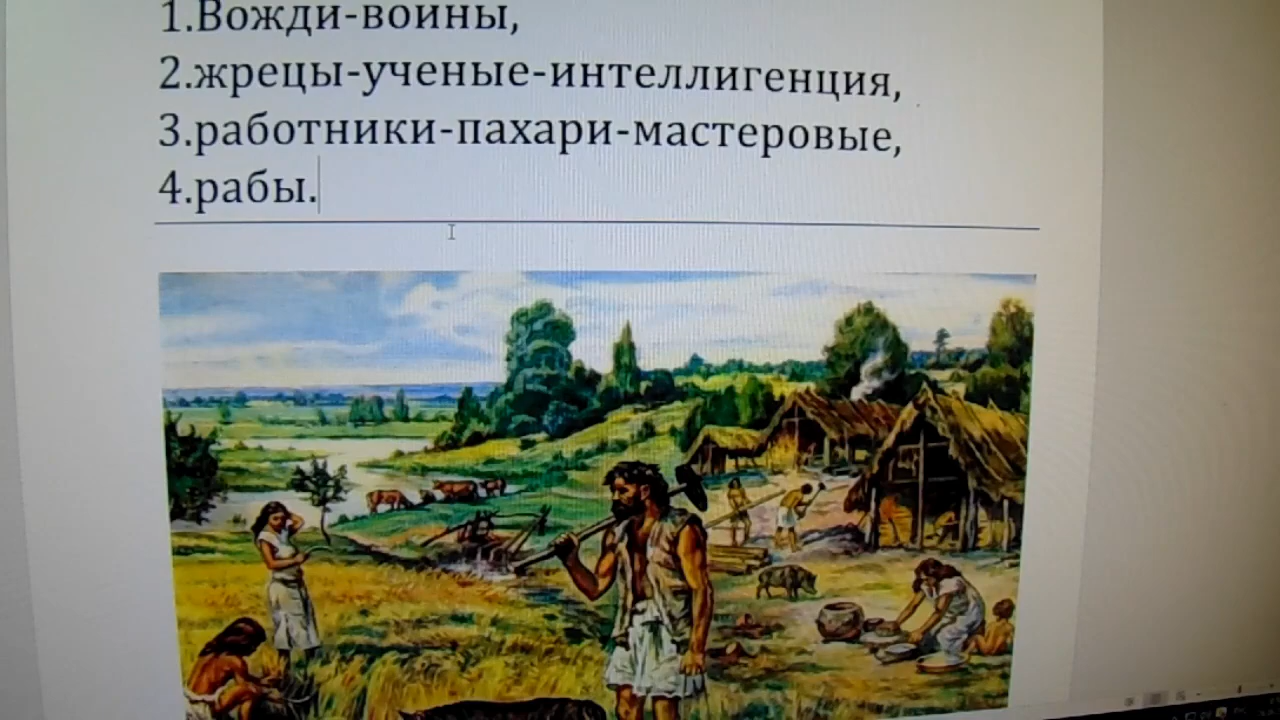 1.Вожди-воины,
2.жрецы-ученые-интеллигенция,
3.работники-пахари-мастеровые,
4.рабы.